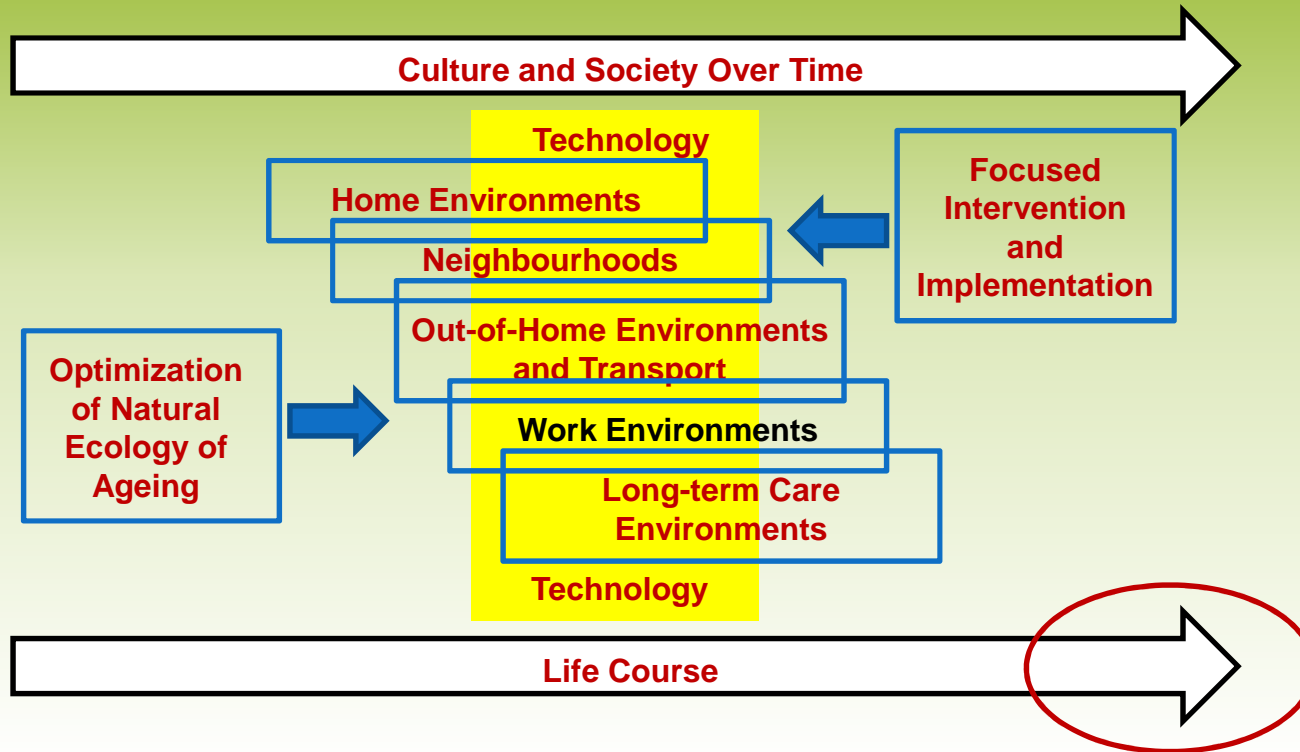 Culture and Society Over Time
Technology
Home Environments
Neighbourhoods
Out-of-Home Environments
and Transport
Work Environments
Long-term Care
Environments
Technology
Focused
Intervention
and
Implementation
Optimization
of Natural
Ecology of
Ageing
Life Course